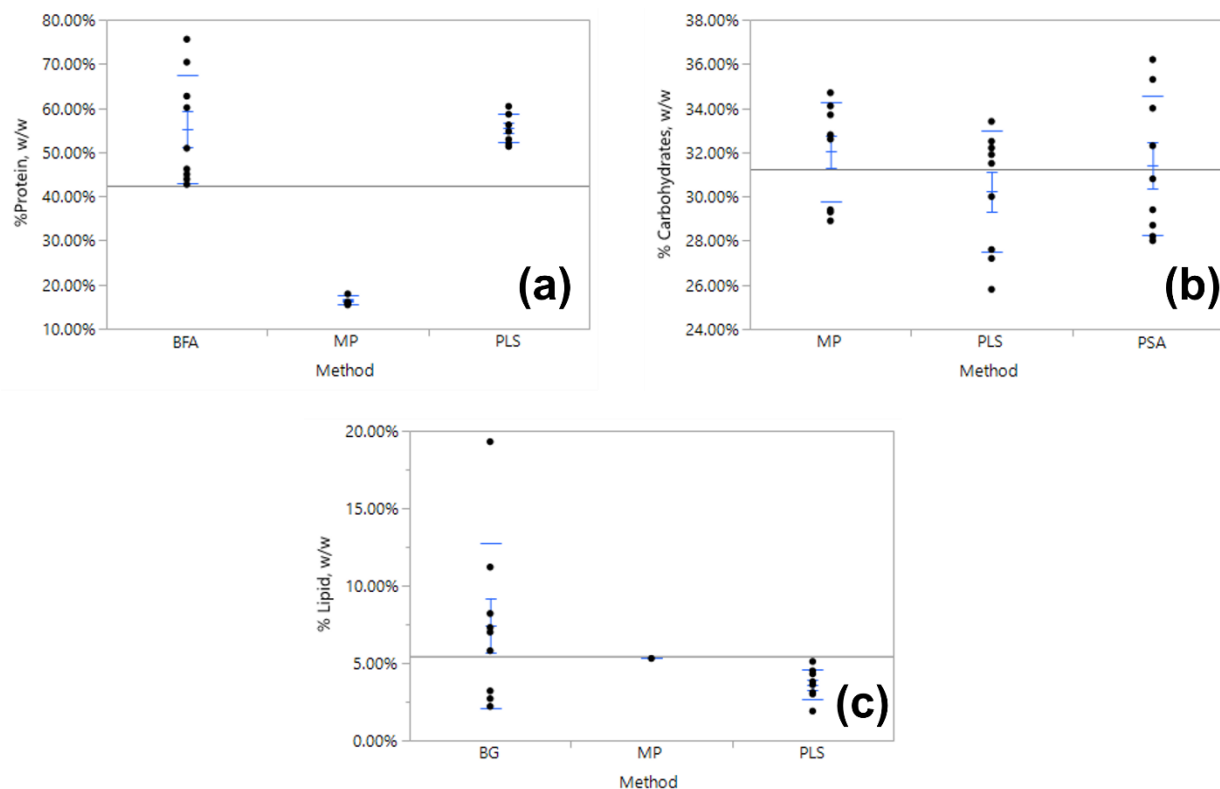 80.00%
70.00%
60.00%
50.00%
40.00%
30.00%
20.00%
10.00%
%Protein, w/w
BFA MP PLS
Method
(a)
38.00%
36.00%
34.00%
32.00%
30.00%
28.00%
26.00%
24.00%
% Carbohydrates, w/w
MP PLS PSA
Method
(b)
20.00%
15.00%
10.00%
5.00%
0.00%
% Lipid, w/w
BG MP PLS
Method
(c)